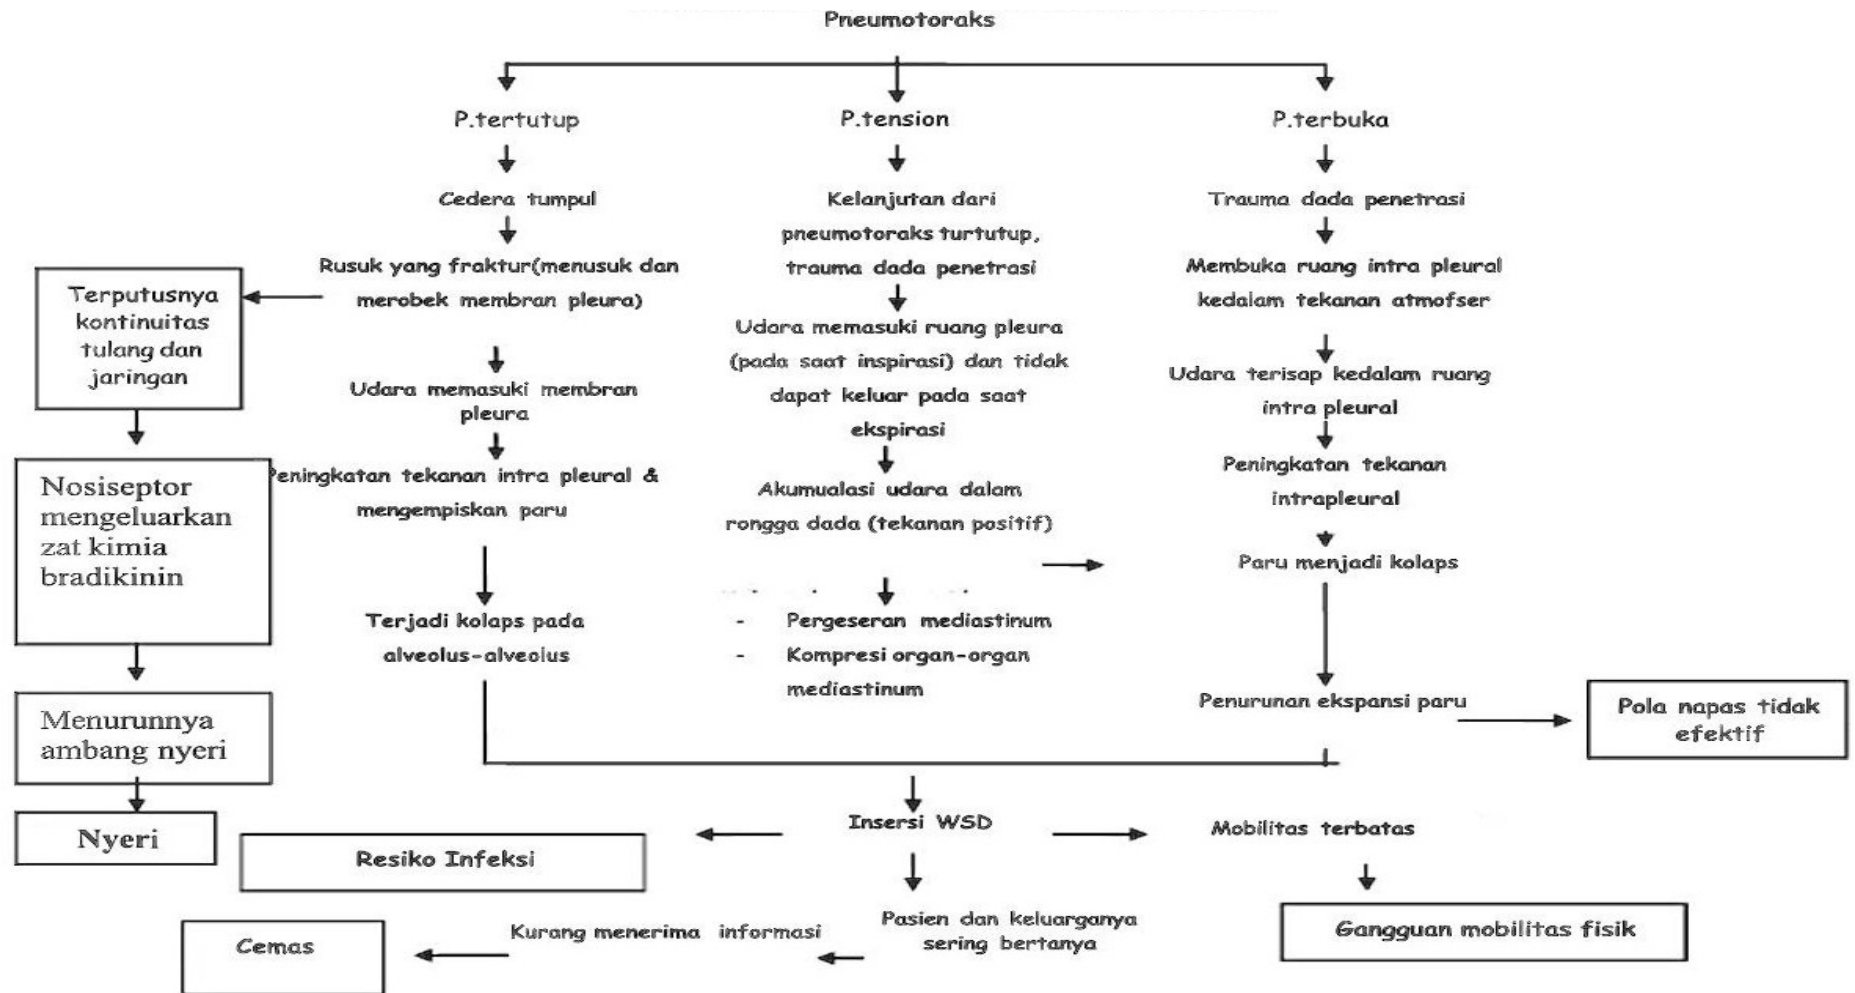 Pneumotoraks
P.tertutup
Cedera tumpul
Rusuk yang fraktur(menusuk dan
merobek membran pleura)
Terputusnya
kontinuitas
tulang dan
jaringan
Nosiseptor
mengeluarkan
zat kimia
bradikinin
Menurunnya
ambang nyeri
Nyeri
Udara memasuki membran
pleura
Peningkatan tekanan intra pleural &
mengempiskan paru
Terjadi kolaps pada
alveolus-alveolus
P.tension
Kelanjutan dari
pneumotoraks turtutup,
trauma dada penetrasi
Udara memasuki ruang pleura
(pada saat inspirasi) dan tidak
dapat keluar pada saat
ekspirasi
Akumualasi udara dalam
rongga dada (tekanan positif)
- Pergeseran mediastinum
- Kompresi organ-organ
mediastinum
P.terbuka
Trauma dada penetrasi
Membuka ruang intra pleural
kedalam tekanan atmofser
Udara terisap kedalam ruang
intra pleural
Peningkatan tekanan
intrapleural
Paru menjadi kolaps
Penurunan ekspansi paru
Pola napas tidak
efektif
Insersi WSD
Resiko Infeksi
Mobilitas terbatas
Gangguan mobilitas fisik
Pasien dan keluarganya
sering bertanya
Kurang menerima informasi
Cemas